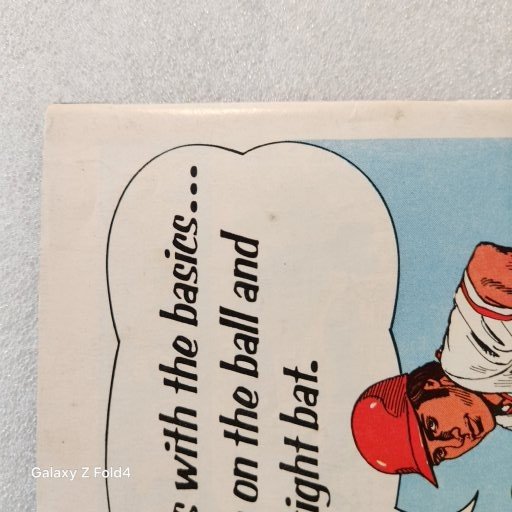 with the basics...
on the ball and
ight bat.
Galaxy Z Fold4